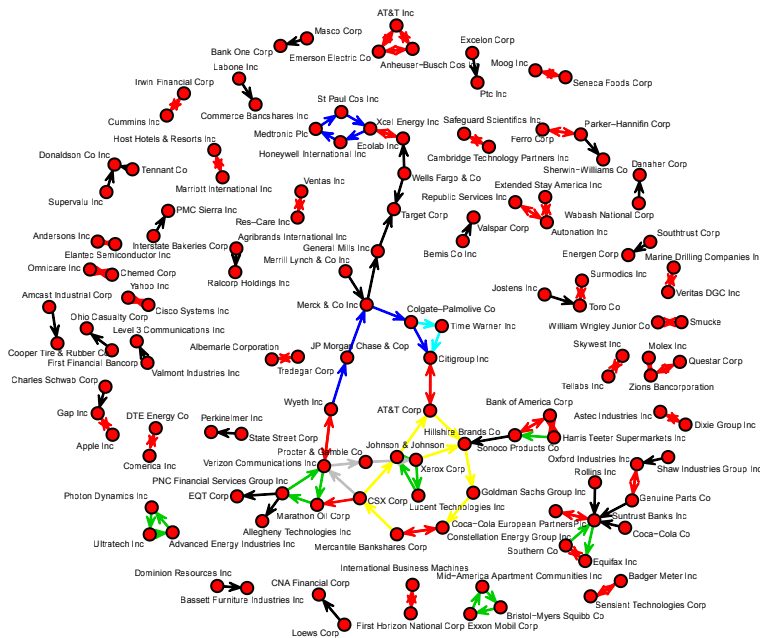 AT&T Inc
Masco Corp
Bank One Corp
Emerson Electric Co
Anheuser−Busch Cos Inc
Excelon Corp
Ptc Inc
Moog Inc
Seneca Foods Corp
Labone Inc
Commerce Bancshares Inc
Irwin Financial Corp
Cummins Inc
St Paul Cos Inc
Medtronic Plc
Xcel Energy Inc
Ecolab Inc
Honeywell International Inc
Safeguard Scientifics Inc
Cambridge Technology Partners Inc
Ferro Corp
Parker−Hannifin Corp
Sherwin−Williams Co
Host Hotels & Resorts Inc
Marriott International Inc
Donaldson Co Inc
Tennant Co
Supervalu Inc
Wells Fargo & Co
Danaher Corp
Wabash National Corp
Ventas Inc
Res−Care Inc
Republic Services Inc
Extended Stay America Inc
Autonation Inc
PMC Sierra Inc
Interstate Bakeries Corp
Target Corp
Valspar Corp
Bemis Co Inc
Andersons Inc
Elantec Semiconductor Inc
Agribrands International Inc
Ralcorp Holdings Inc
General Mills Inc
Merrill Lynch & Co Inc
Southtrust Corp
Energen Corp
Marine Drilling Companies In
Veritas DGC Inc
Omnicare Inc
Chemed Corp
Yahoo Inc
Cisco Systems Inc
Surmodics Inc
Jostens Inc
Toro Co
Amcast Industrial Corp
Cooper Tire & Rubber Co
Merck & Co Inc
Colgate−Palmolive Co
Time Warner Inc
William Wrigley Junior Co
Smucke
Ohio Casualty Corp
First Financial Bancorp
Level 3 Communications Inc
Valmont Industries Inc
Albemarle Corporation
Tredegar Corp
JP Morgan Chase & Cop
Citigroup Inc
Skywest Inc
Tellabs Inc
Molex Inc
Questar Corp
Zions Bancorporation
Charles Schwab Corp
Gap Inc
Apple Inc
DTE Energy Co
Comerica Inc
Perkinelmer Inc
State Street Corp
Wyeth Inc
AT&T Corp
Bank of America Corp
Astec Industries Inc
Dixie Group Inc
Hillshire Brands Co
Sonoco Products Co
Harris Teeter Supermarkets Inc
Procter & Gamble Co
Johnson & Johnson
Verizon Communications Inc
Xerox Corp
Oxford Industries Inc
Shaw Industries Group Inc
Rollins Inc
PNC Financial Services Group Inc
EQT Corp
Photon Dynamics Inc
Marathon Oil Corp
CSX Corp
Lucent Technologies Inc
Goldman Sachs Group Inc
Genuine Parts Co
Allegheny Technologies Inc
Coca−Cola European Partners Plc
Suntrust Banks Inc
Coca−Cola Co
Ultratech Inc
Advanced Energy Industries Inc
Mercantile Bankshares Corp
Constellation Energy Group Inc
Southern Co
Equifax Inc
Dominion Resources Inc
Bassett Furniture Industries Inc
CNA Financial Corp
Loews Corp
International Business Machines
First Horizon National Corp
Mid−America Apartment Communities Inc
Exxon Mobil Corp
Bristol−Myers Squibb Co
Badger Meter Inc
Sensient Technologies Corp